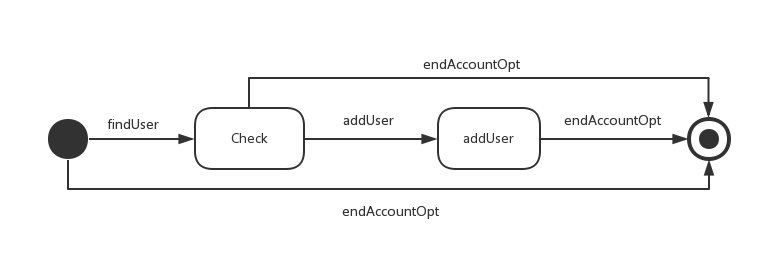 endAccountOpt
findUser
Check
addUser
addUser
endAccountOpt
endAccountOpt